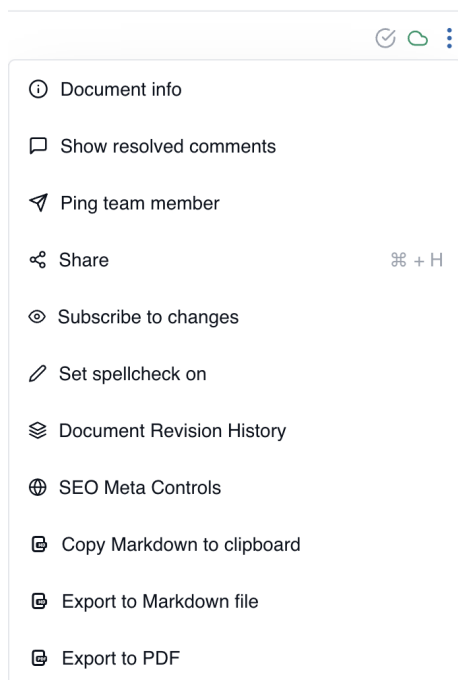 Document info
Show resolved comments
Ping team member
Share ⌘ + H
Subscribe to changes
Set spellcheck on
Document Revision History
SEO Meta Controls
Copy Markdown to clipboard
Export to Markdown file
Export to PDF